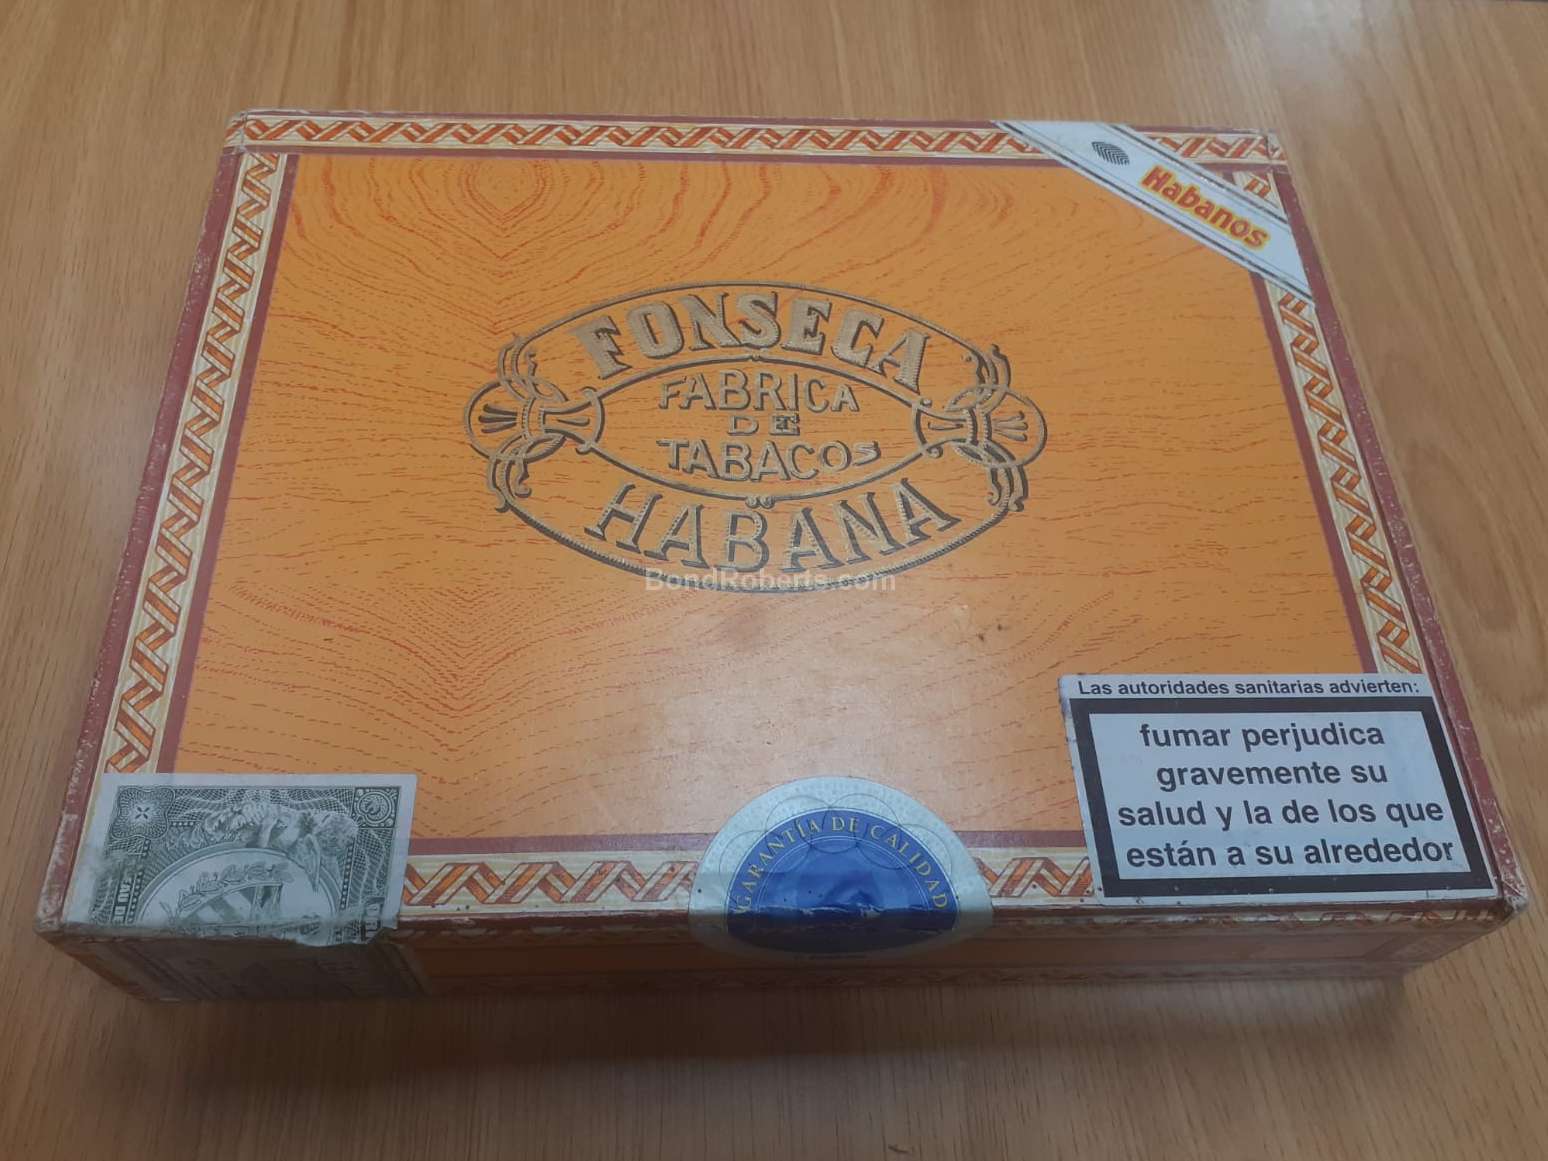 Habanos
FONSECA
FABRICA
DE
TABACOS
HABANA
BondRoberts.com
Las autoridades sanitarias advierten:
fumar perjudica
gravemente su
salud y la de los que
están a su alrededor
GARANTÍA DE CALIDAD